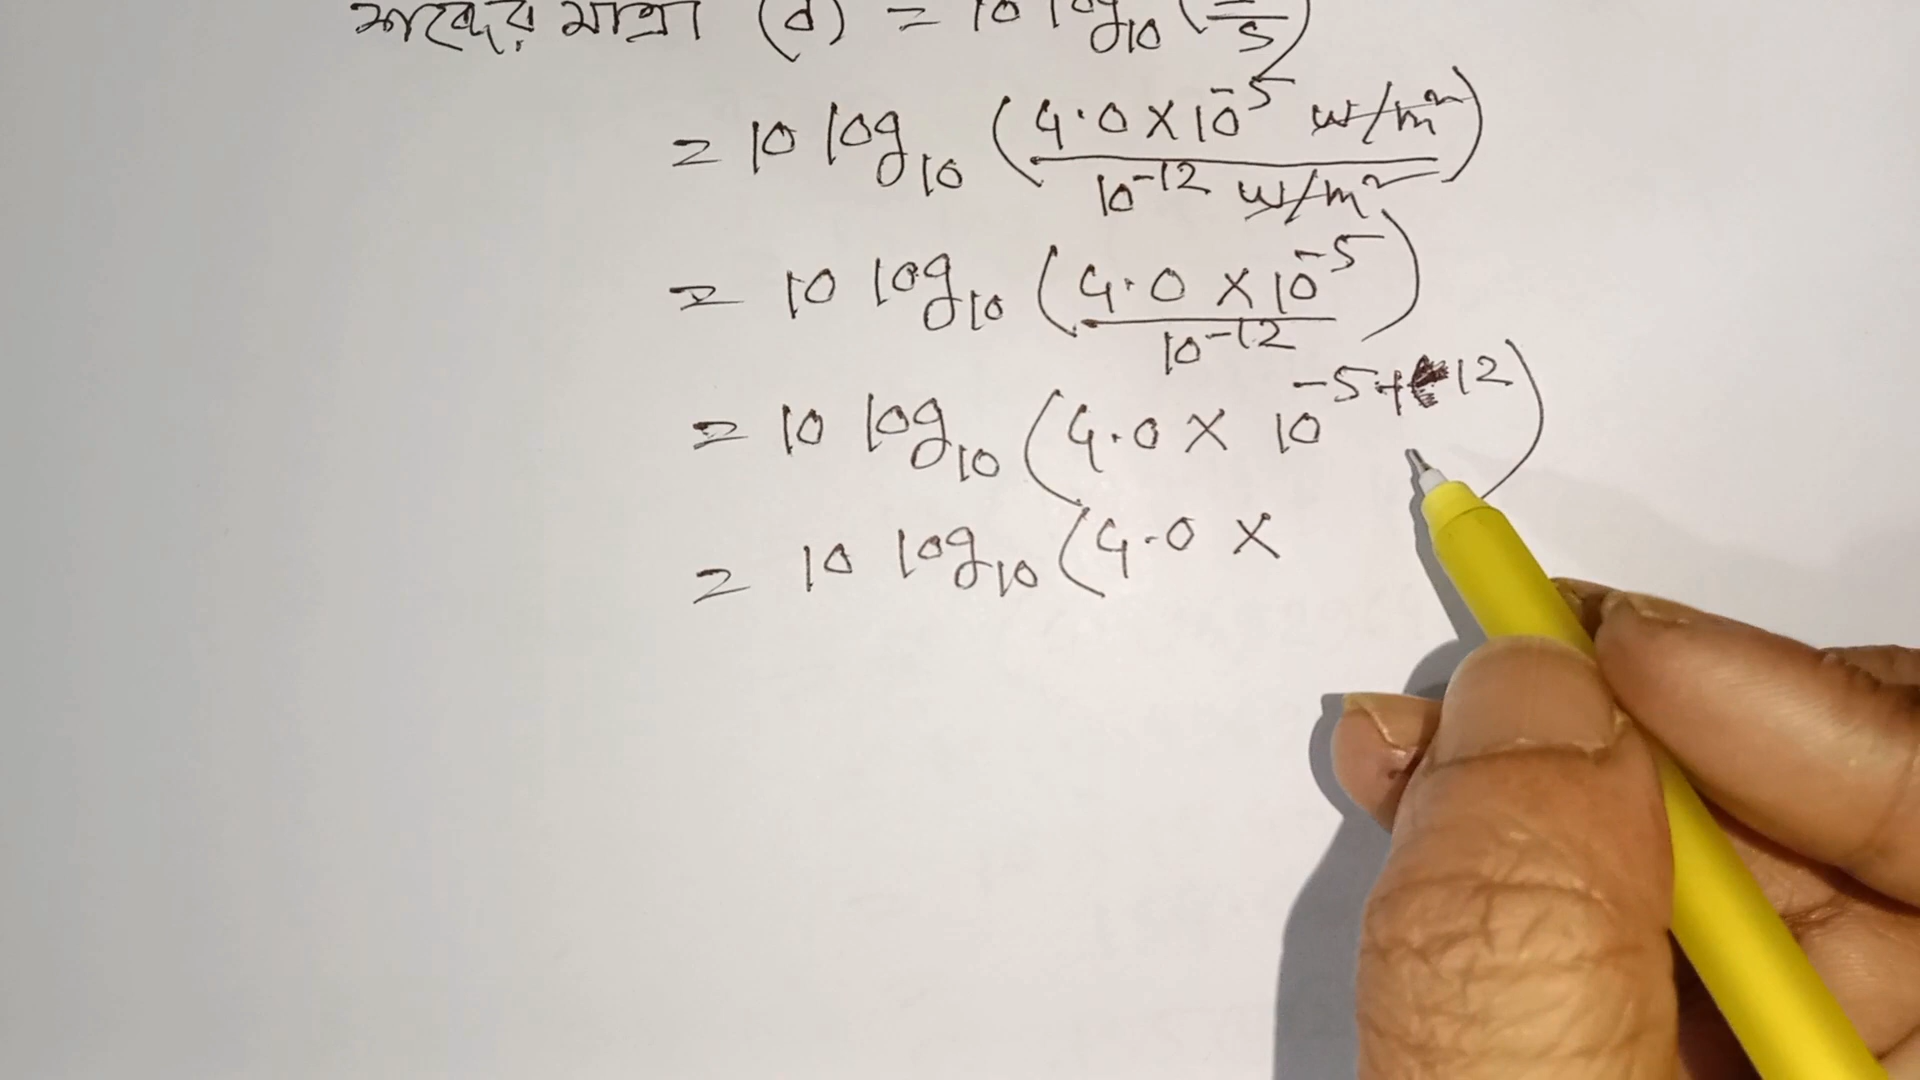 শব্দের মাত্রা (d) = 10 log₁₀ (I/S)
= 10 log₁₀ (4.0 × 10⁻⁵ w/m² / 10⁻¹² w/m²)
= 10 log₁₀ (4.0 × 10⁻⁵ / 10⁻¹²)
= 10 log₁₀ (4.0 × 10⁻⁵⁺¹²)
= 10 log₁₀ (4.0 ×